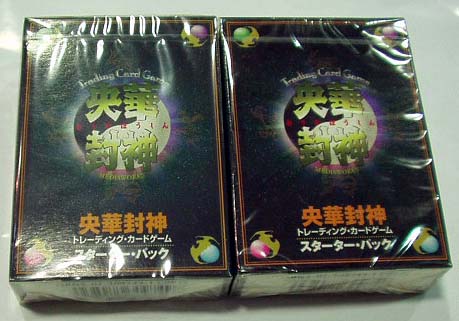 Trading Card Game
央華
封神
MEDIAWORKS
央華封神
トレーディング・カードゲーム
スターター・パック
Trading Card Game
央華
封神
MEDIAWORKS
央華封神
トレーディング・カードゲーム
スターター・パック